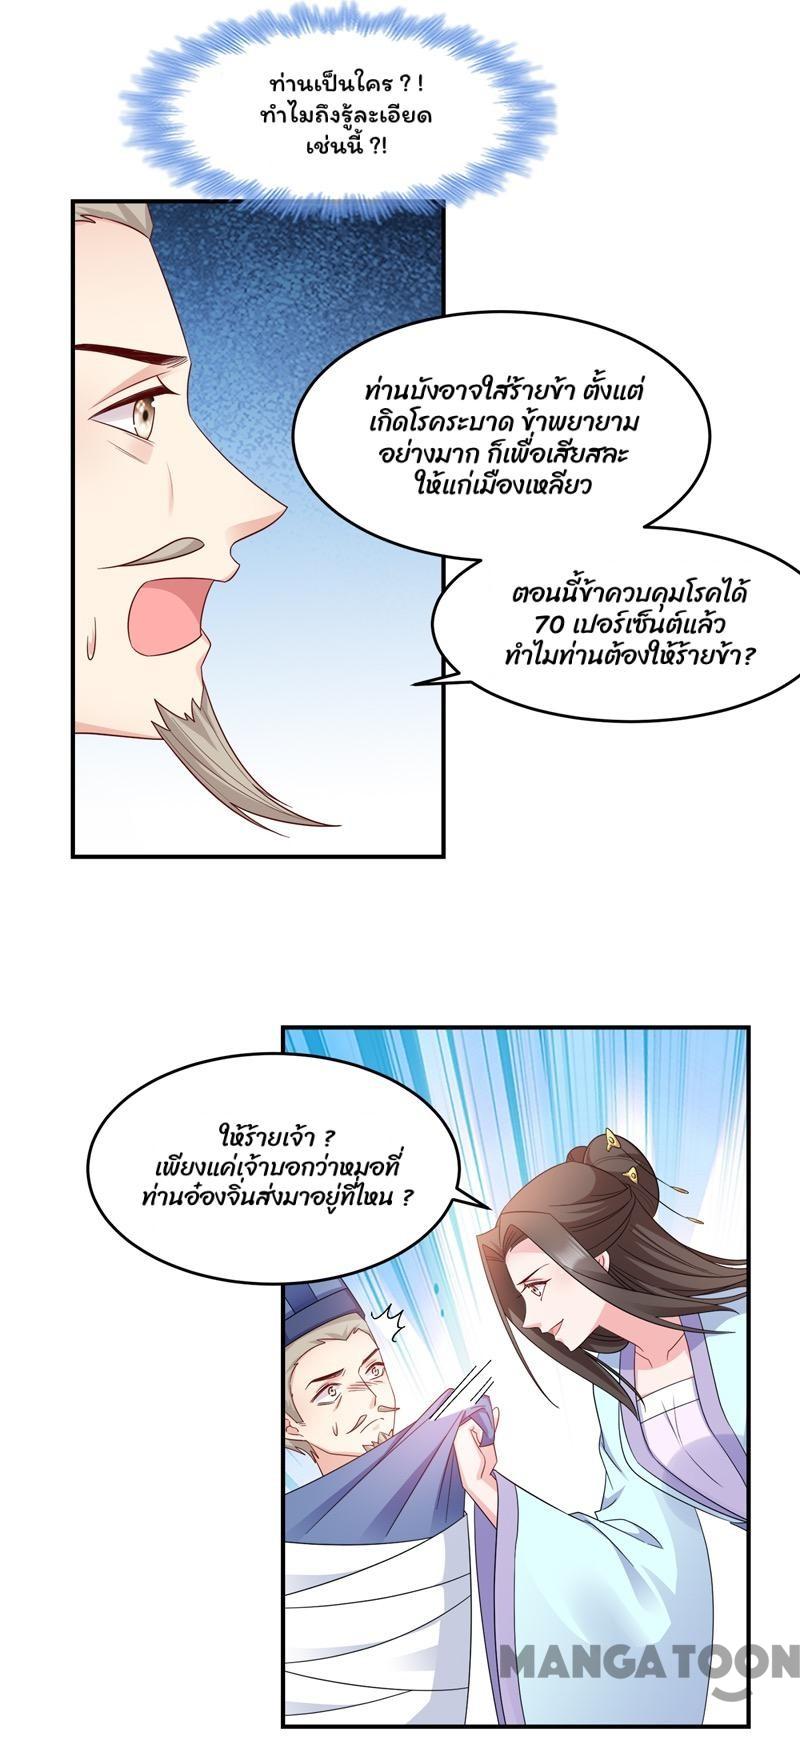 ท่านเป็นใคร ?!
ทำไมถึงรู้ละเอียด
เช่นนี้ ?!
ท่านบังอาจใส่ร้ายข้า ตั้งแต่
เกิดโรคระบาด ข้าพยายาม
อย่างมาก ก็เพื่อเสียสละ
ให้แก่เมืองเหลียว
ตอนนี้ข้าควบคุมโรคได้
70 เปอร์เซ็นต์แล้ว
ทำไมท่านต้องให้ร้ายข้า?
ให้ร้ายเจ้า ?
เพียงแค่เจ้าบอกว่าหมอที่
ท่านอ๋องจิ่นส่งมาอยู่ที่ไหน ?
MANGATOON